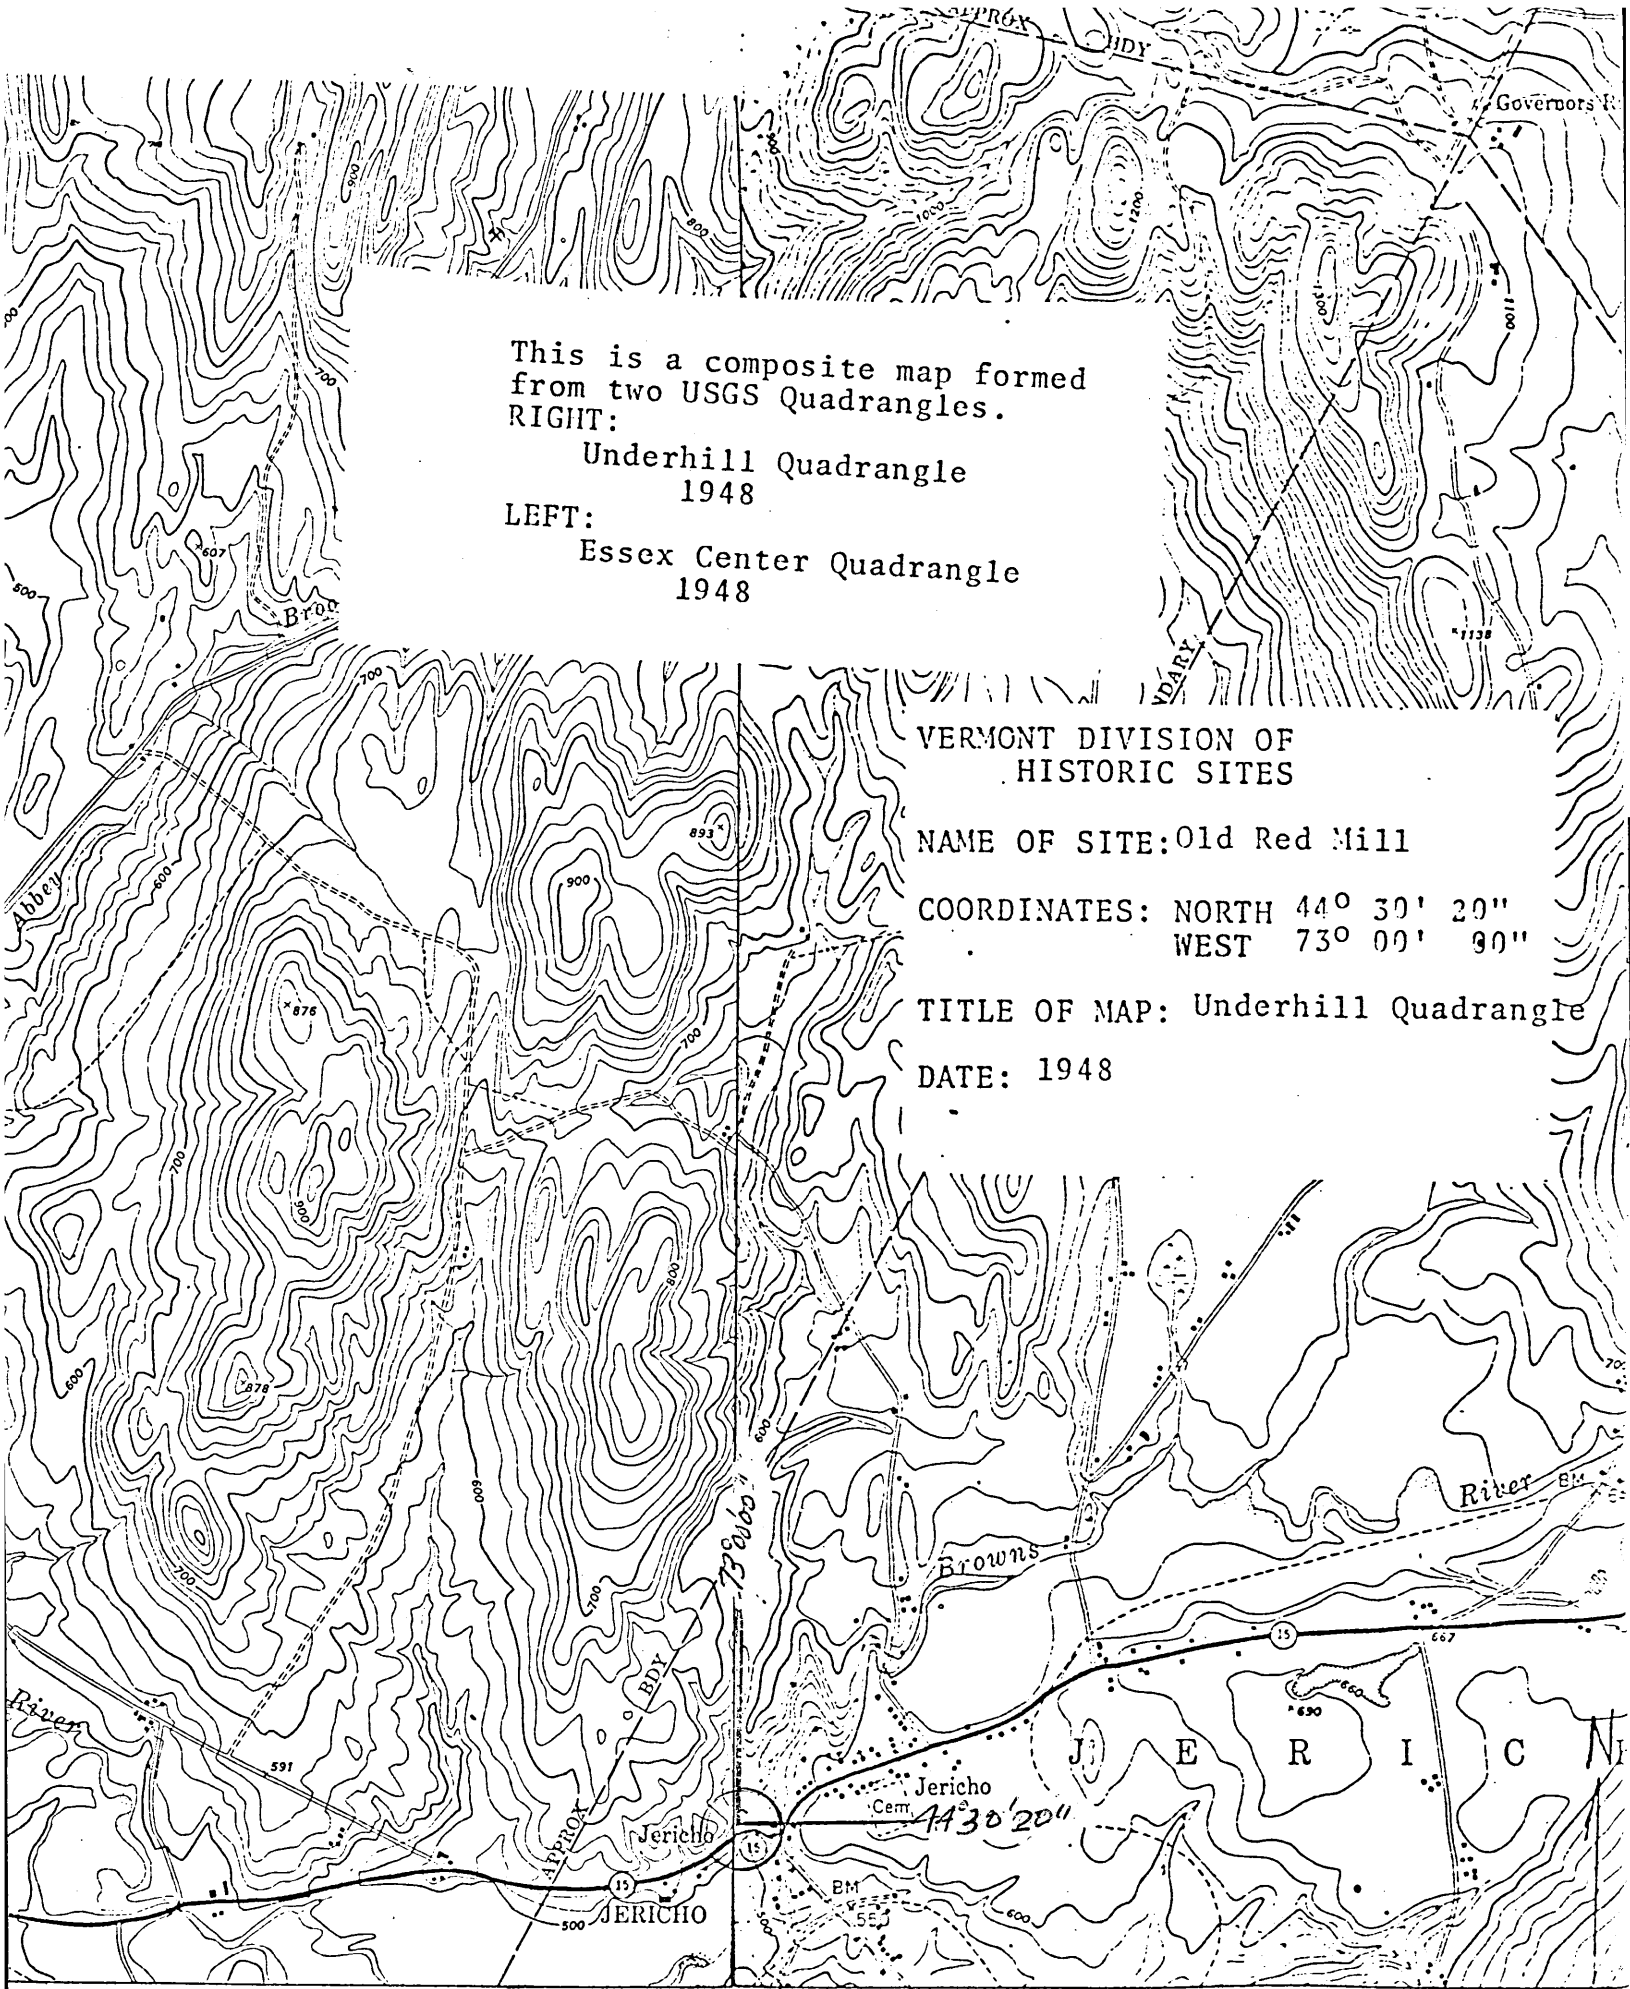 APPROX
BDY
Governors
900
800
1000
1200
1300
1100
700
This is a composite map formed
from two USGS Quadrangles.
RIGHT:
Underhill Quadrangle
1948
LEFT:
Essex Center Quadrangle
1948
607
800
1138
700
VERMONT DIVISION OF
HISTORIC SITES
NAME OF SITE: Old Red Mill
COORDINATES: NORTH 44° 30' 20"
WEST 73° 00' 00"
TITLE OF MAP: Underhill Quadrangle
DATE: 1948
893
900
600
Abbey
876
700
700
900
800
600
878
600
600
River
BM
73°00'00"
Browns
700
700
15
667
660
690
BDY
River
591
J E R I C
N
Jericho
Cem
44°30'20"
Jericho
15
APPROX
15
BM
500
JERICHO
500
600